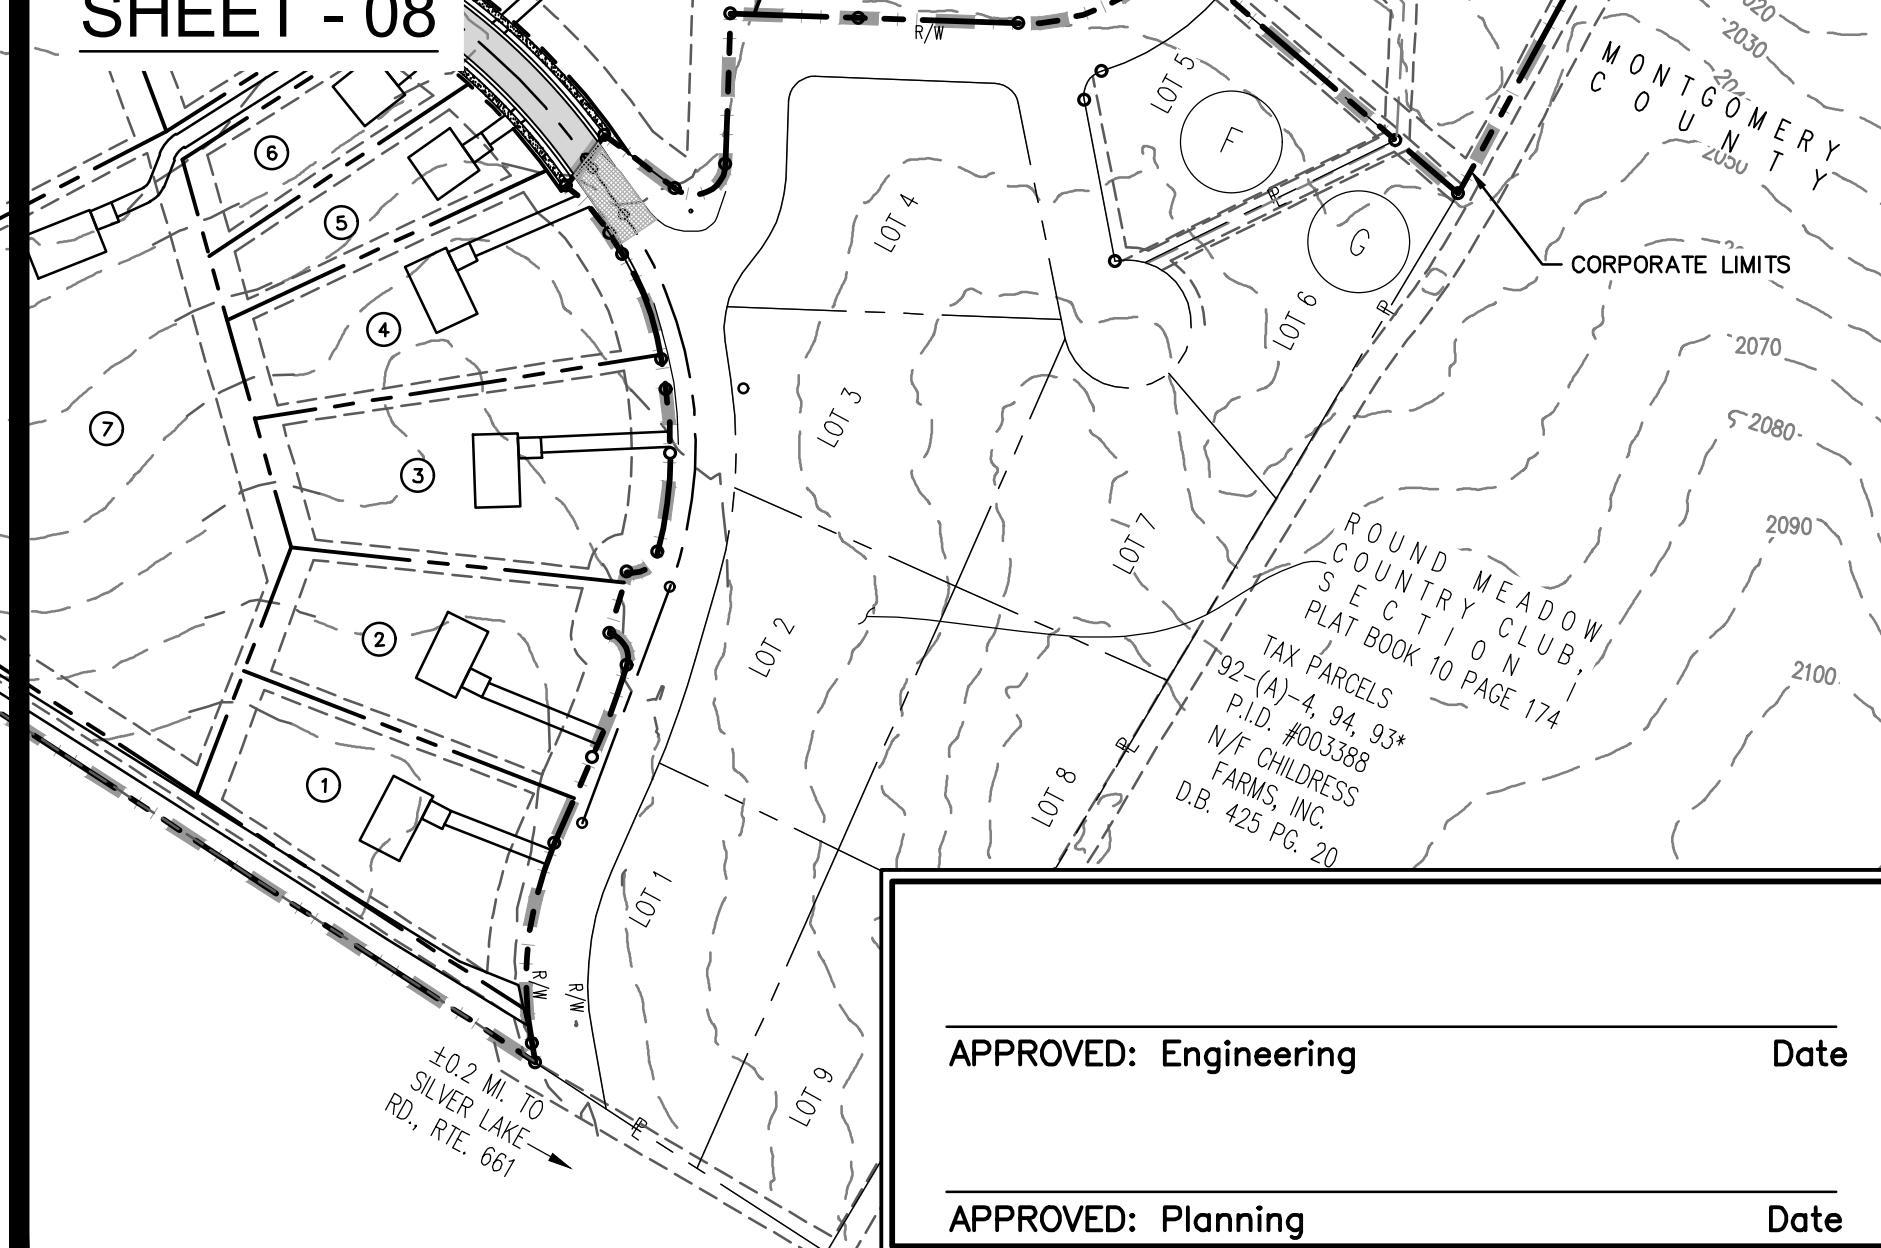 SHEET - 08
R/W
MONTGOMERY
COUNTY
2020
2030
2050
CORPORATE LIMITS
2070
2080
2090
2100
LOT 5
F
G
LOT 4
LOT 6
LOT 3
LOT 7
LOT 2
LOT 8
LOT 1
LOT 9
6
5
4
7
3
2
1
ROUND MEADOW
COUNTRY CLUB,
SECTION I
PLAT BOOK 10 PAGE 174
TAX PARCELS
92-(A)-4, 94, 93*
P.I.D. #003388
N/F CHILDRESS
FARMS, INC.
D.B. 425 PG. 20
R/W
R/W
±0.2 MI. TO
SILVER LAKE
RD., RTE. 661
APPROVED: Engineering Date
APPROVED: Planning Date